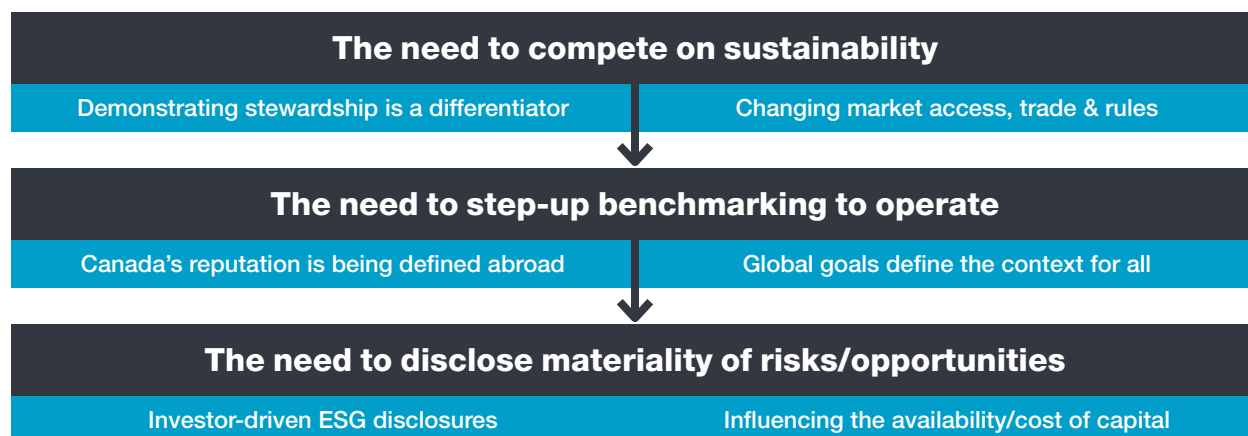 The need to compete on sustainability
Demonstrating stewardship is a differentiator
Changing market access, trade & rules
The need to step-up benchmarking to operate
Canada’s reputation is being defined abroad
Global goals define the context for all
The need to disclose materiality of risks/opportunities
Investor-driven ESG disclosures
Influencing the availability/cost of capital